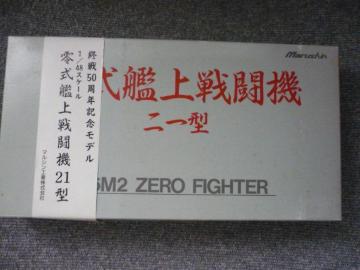 終戦50周年記念モデル
1/48スケール
零式艦上戦闘機21型
マルシン工業株式会社
Marushin
式艦上戦闘機
二一型
6M2 ZERO FIGHTER